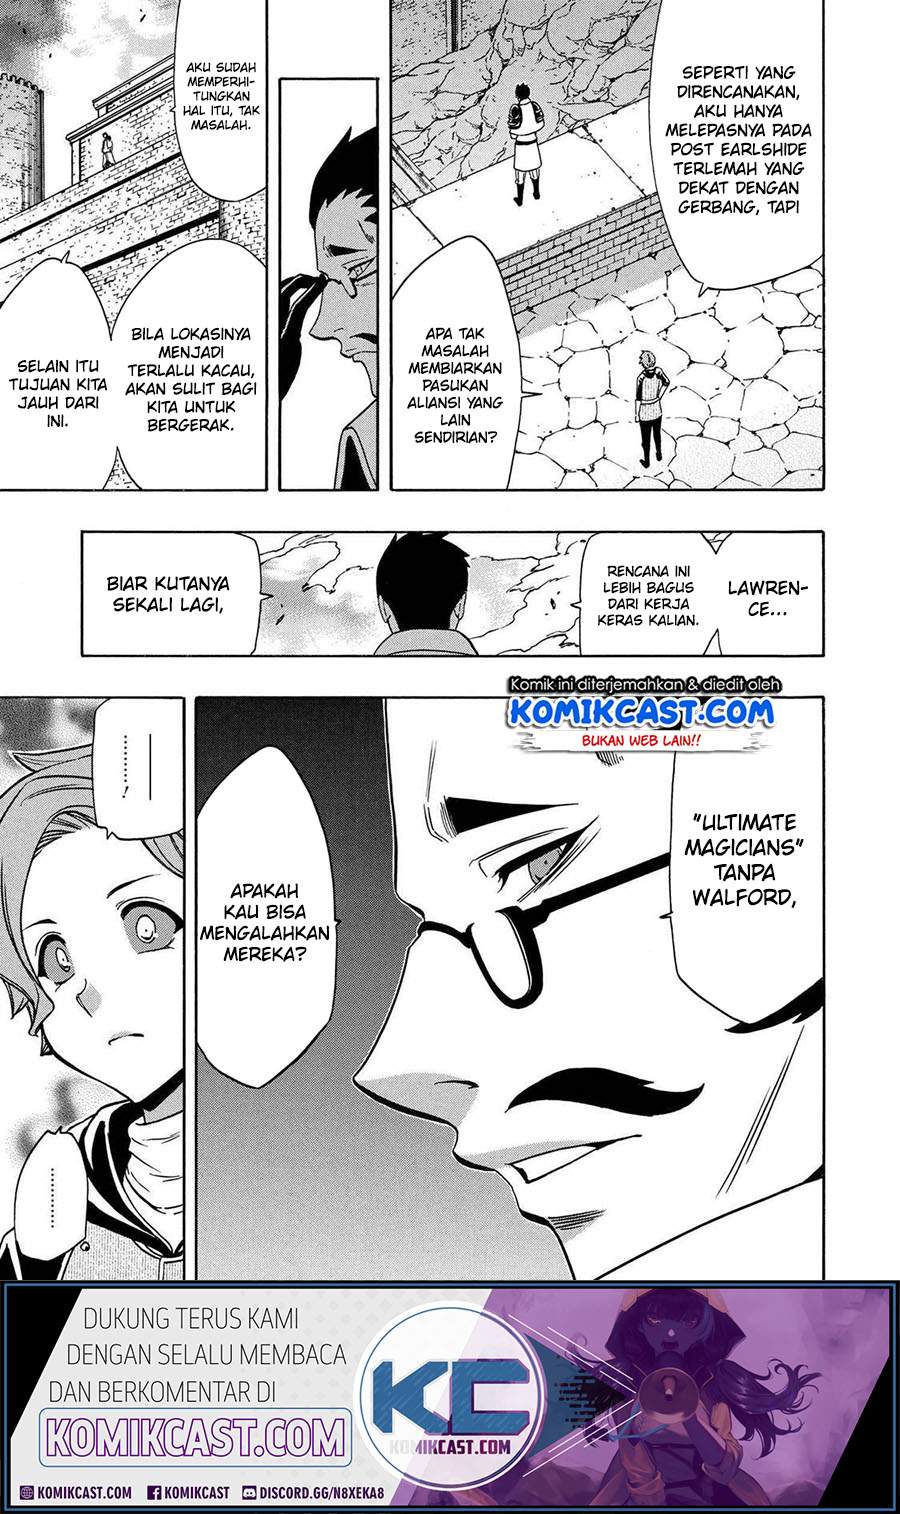 SEPERTI YANG
DIRENCANAKAN,
AKU HANYA
MELEPASNYA PADA
POST EARLSHIDE
TERLEMAH YANG
DEKAT DENGAN
GERBANG, TAPI
APA TAK
MASALAH
MEMBIARKAN
PASUKAN
ALIANSI YANG
LAIN
SENDIRIAN?
AKU SUDAH
MEMPERHI-
TUNGKAN
HAL ITU, TAK
MASALAH.
BILA LOKASINYA
MENJADI
TERLALU KACAU,
AKAN SULIT BAGI
KITA UNTUK
BERGERAK.
SELAIN ITU
TUJUAN KITA
JAUH DARI
INI.
LAWREN-
CE...
RENCANA INI
LEBIH BAGUS
DARI KERJA
KERAS KALIAN.
BIAR KUTANYA
SEKALI LAGI,
Komik ini diterjemahkan & diedit oleh
KOMIKCAST.COM
BUKAN WEB LAIN!!
"ULTIMATE
MAGICIANS"
TANPA
WALFORD,
APAKAH
KAU BISA
MENGALAHKAN
MEREKA?
DUKUNG TERUS KAMI
DENGAN SELALU MEMBACA
DAN BERKOMENTAR DI
KOMIKCAST.COM
KC
KOMIKCAST.COM
KOMIKCAST.COM KOMIKCAST DISCORD.GG/N8XEKA8